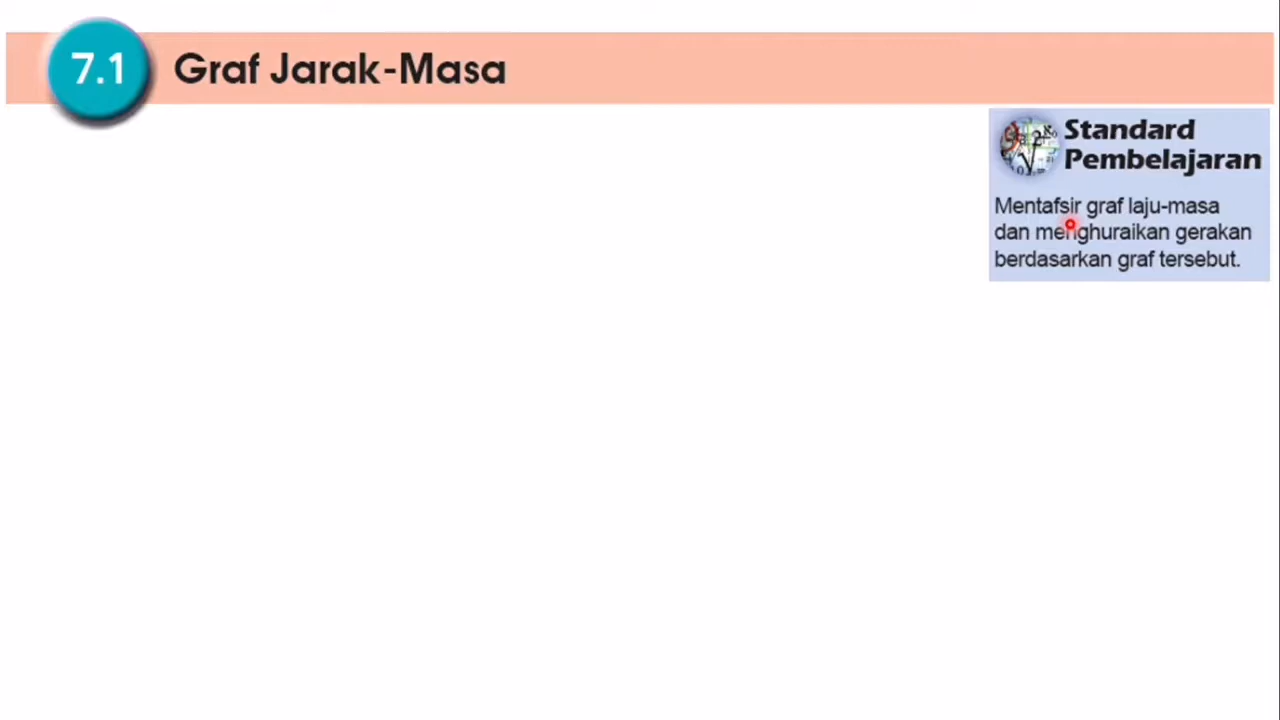 7.1 Graf Jarak-Masa
Standard
Pembelajaran
Mentafsir graf laju-masa
dan menghuraikan gerakan
berdasarkan graf tersebut.